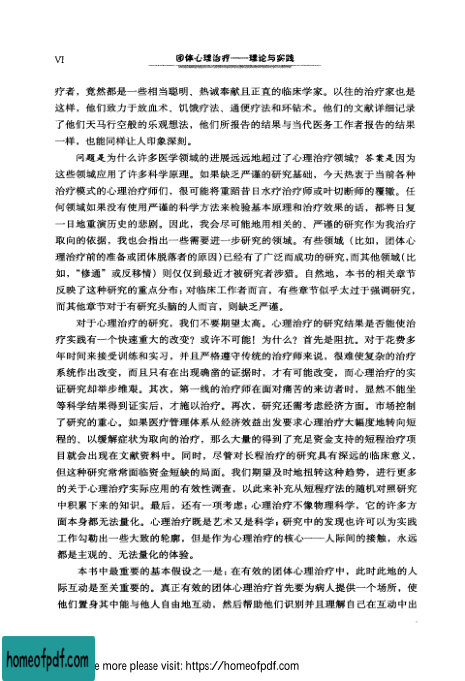 VI
团体心理治疗——理论与实践
疗者，竟然都是一些相当聪明、热诚奉献且正直的临床学家。以往的治疗家也是
这样，他们致力于放血术、饥饿疗法、通便疗法和环钻术。他们的文献详细记录
了他们天马行空般的乐观想法，他们所报告的结果与当代医务工作者报告的结果
一样，也能同样让人印象深刻。
问题是为什么许多医学领域的进展远远地超过了心理治疗领域？答案是因为
这些领域应用了许多科学原理。如果缺乏严谨的研究基础，今天热衷于当前各种
治疗模式的心理治疗师们，很可能将重蹈昔日水疗治疗师或叶切断师的覆辙。任
何领域如果没有使用严谨的科学方法来检验基本原理和治疗效果的话，都将日复
一日地重演历史的悲剧。因此，我会尽可能地用相关的、严谨的研究作为我治疗
取向的依据，我也会指出一些需要进一步研究的领域。有些领域（比如，团体心
理治疗前的准备或团体脱落者的原因）已经有了广泛而成功的研究，而其他领域（比
如，“修通”或反移情）则仅仅到最近才被研究者涉猎。自然地，本书的相关章节
反映了这种研究的重点分布：对临床工作者而言，有些章节似乎太过于强调研究，
而其他章节对于有研究头脑的人而言，则缺乏严谨。
对于心理治疗的研究，我们不要期望太高。心理治疗的研究结果是否能使治
疗实践有一个快速重大的改变？或许不可能！为什么？首先是阻抗。对于花费多
年时间来接受训练和实习，并且严格遵守传统的治疗师来说，很难使复杂的治疗
系统作出改变，而且只有在出现确凿的证据时，才有可能改变，而心理治疗的实
证研究却举步维艰。其次，第一线的治疗师在面对痛苦的来访者时，显然不能坐
等科学结果得到证实后，才施以治疗。再次，研究还需考虑经济方面。市场控制
了研究的重心。如果医疗管理体系从经济效益出发要求心理治疗大幅度地转向短
程的、以缓解症状为取向的治疗，那么大量的得到了充足资金支持的短程治疗项
目就会出现在文献资料中。同时，尽管对长程治疗的研究具有深远的临床意义，
但这种研究常常面临资金短缺的局面。我们期望及时地扭转这种趋势，进行更多
的关于心理治疗实际应用的有效性调查，以此来补充从短程疗法的随机对照研究
中积累下来的知识。最后，还有一项考虑：心理治疗不像物理科学，它的许多方
面本身都无法量化。心理治疗既是艺术又是科学；研究中的发现也许可以为实践
工作勾勒出一些大致的轮廓，但是作为心理治疗的核心——人际间的接触，永远
都是主观的、无法量化的体验。
本书中最重要的基本假设之一是：在有效的团体心理治疗中，此时此地的人
际互动是至关重要的。真正有效的团体心理治疗首先要为病人提供一个场所，使
他们置身其中能与他人自由地互动，然后帮助他们识别并且理解自己在互动中出
homeofpdf.com
e more please visit: https://homeofpdf.com